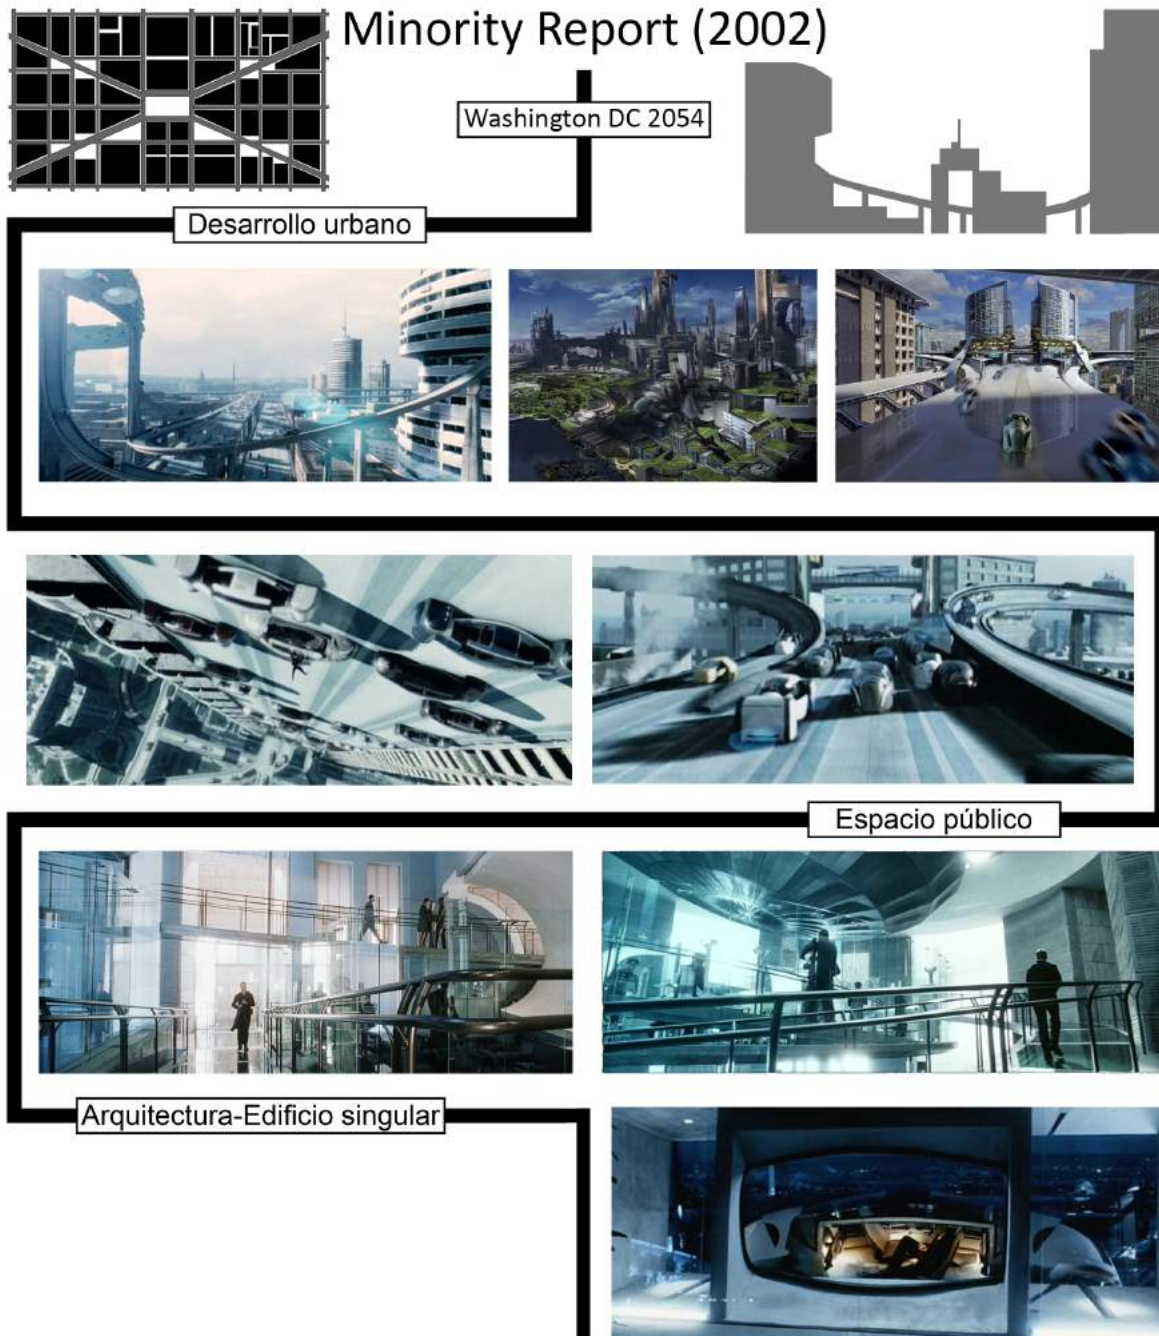 Minority Report (2002)
Washington DC 2054
Desarrollo urbano
Espacio público
Arquitectura-Edificio singular